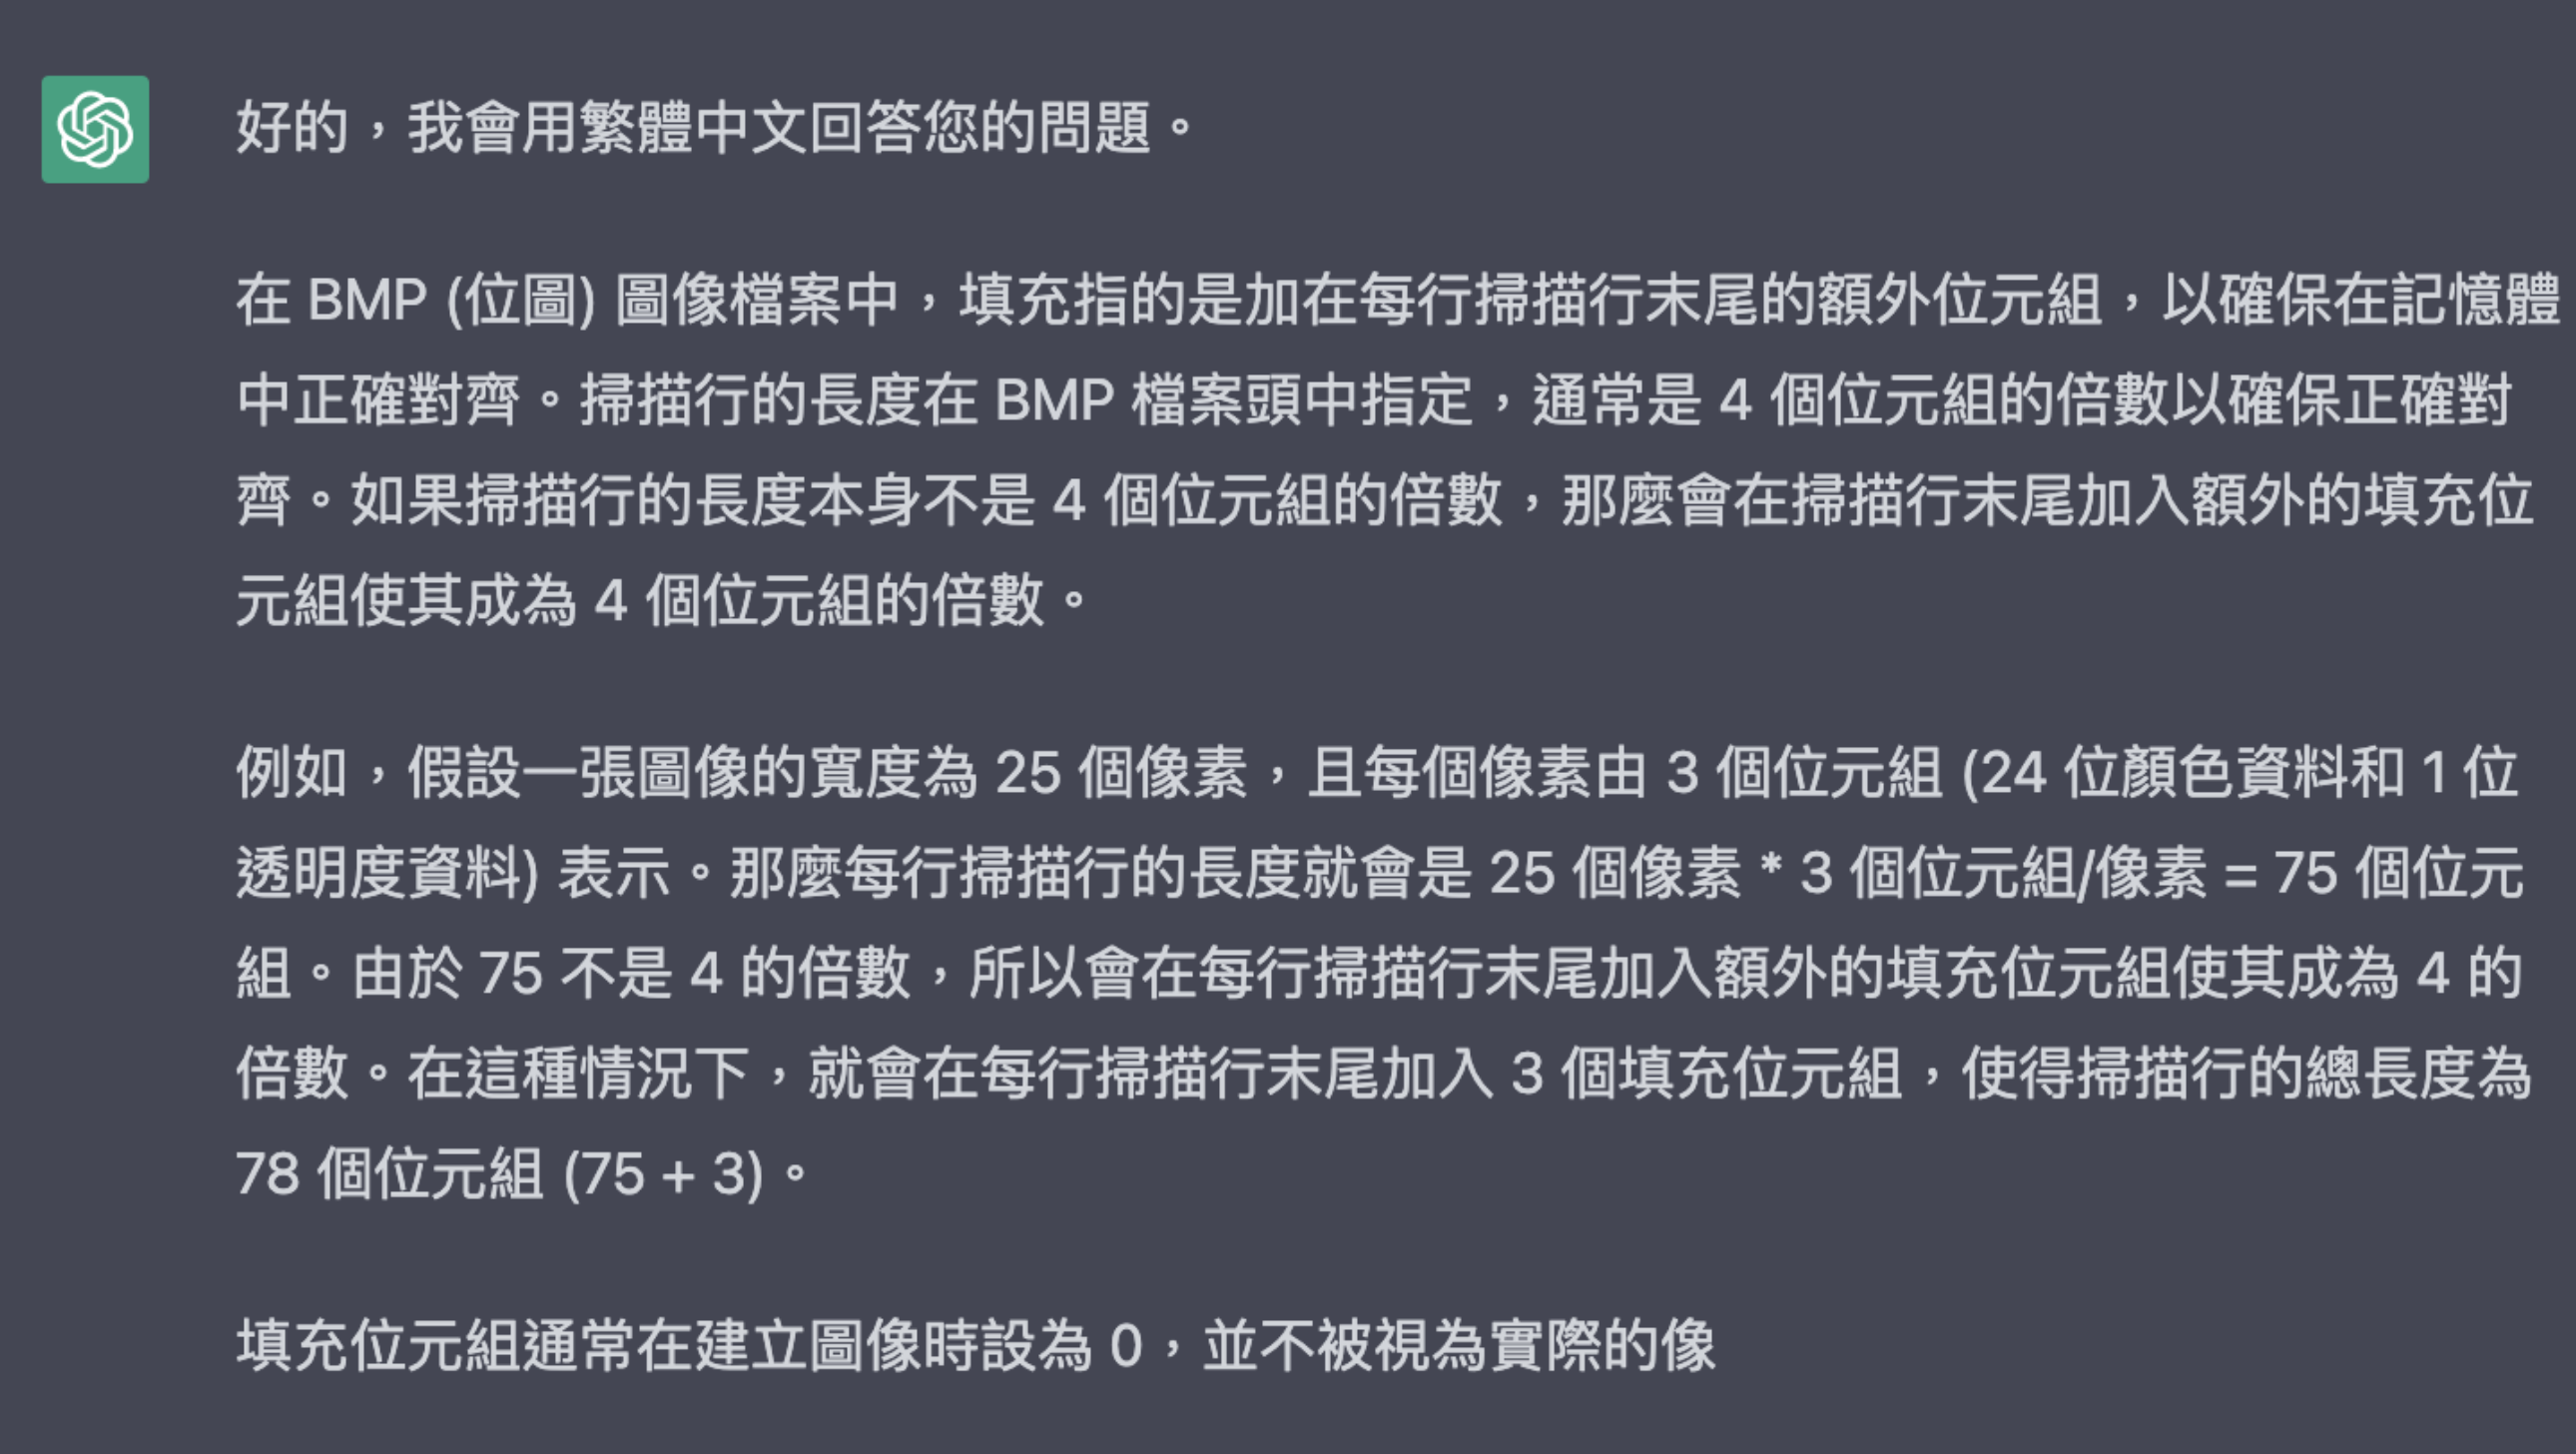 好的，我會用繁體中文回答您的問題。
在 BMP (位圖) 圖像檔案中，填充指的是加在每行掃描行末尾的額外位元組，以確保在記憶體
中正確對齊。掃描行的長度在 BMP 檔案頭中指定，通常是 4 個位元組的倍數以確保正確對
齊。如果掃描行的長度本身不是 4 個位元組的倍數，那麼會在掃描行末尾加入額外的填充位
元組使其成為 4 個位元組的倍數。
例如，假設一張圖像的寬度為 25 個像素，且每個像素由 3 個位元組 (24 位顏色資料和 1 位
透明度資料) 表示。那麼每行掃描行的長度就會是 25 個像素 * 3 個位元組/像素 = 75 個位元
組。由於 75 不是 4 的倍數，所以會在每行掃描行末尾加入額外的填充位元組使其成為 4 的
倍數。在這種情況下，就會在每行掃描行末尾加入 3 個填充位元組，使得掃描行的總長度為
78 個位元組 (75 + 3)。
填充位元組通常在建立圖像時設為 0，並不被視為實際的像